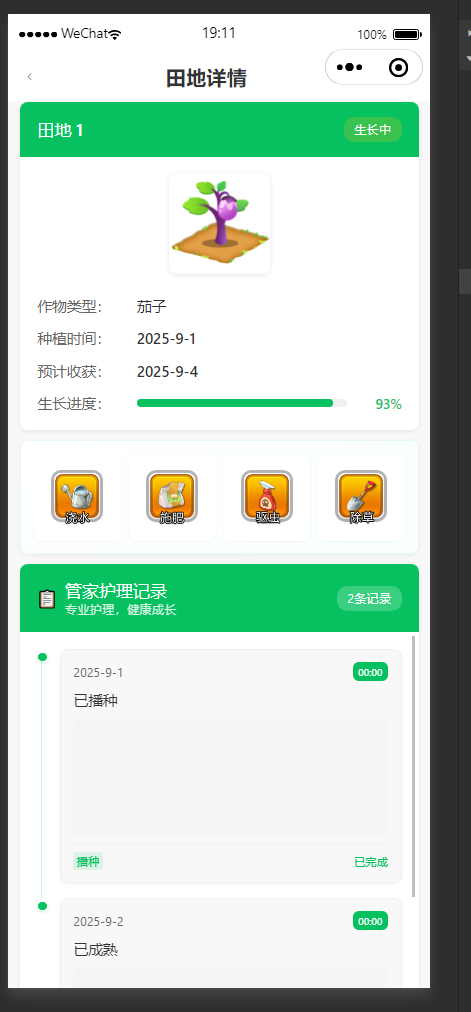 ●●●●● WeChat 19:11 100%
田地详情
田地 1 生长中
作物类型: 茄子
种植时间: 2025-9-1
预计收获: 2025-9-4
生长进度: 93%
浇水 施肥 驱虫 除草
管家护理记录
专业护理，健康成长
2条记录
2025-9-1 00:00
已播种
播种 已完成
2025-9-2 00:00
已成熟